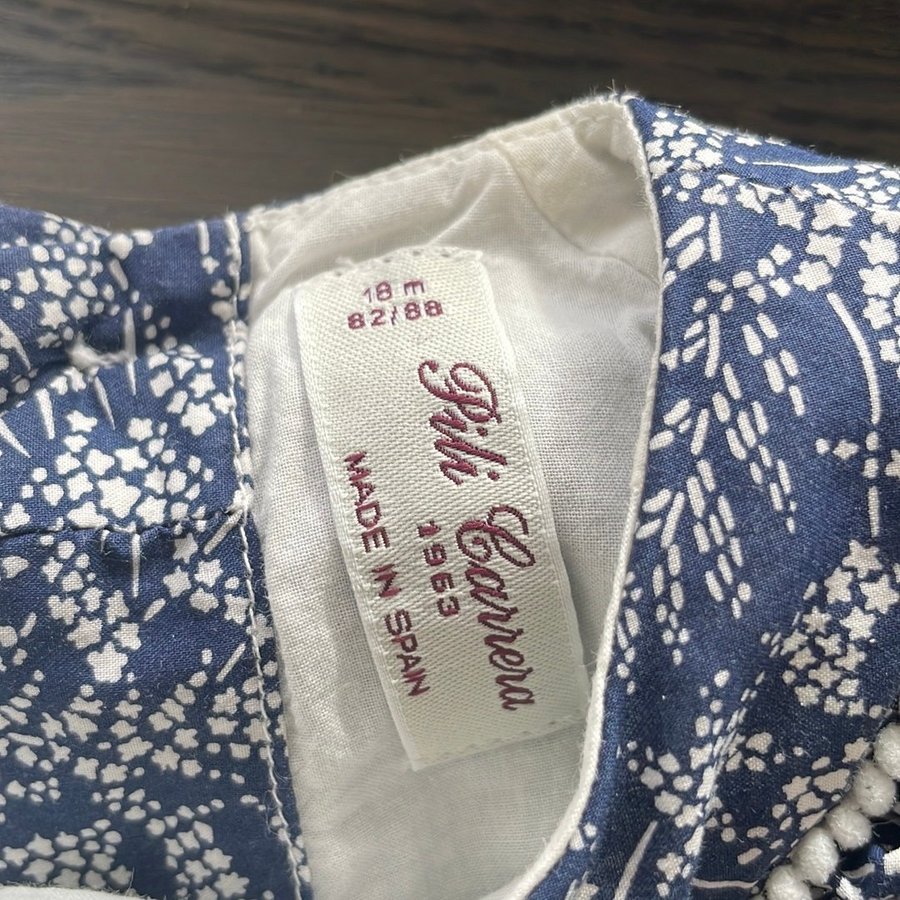 18 m
82/88
Pili Carrera
1963
MADE IN SPAIN